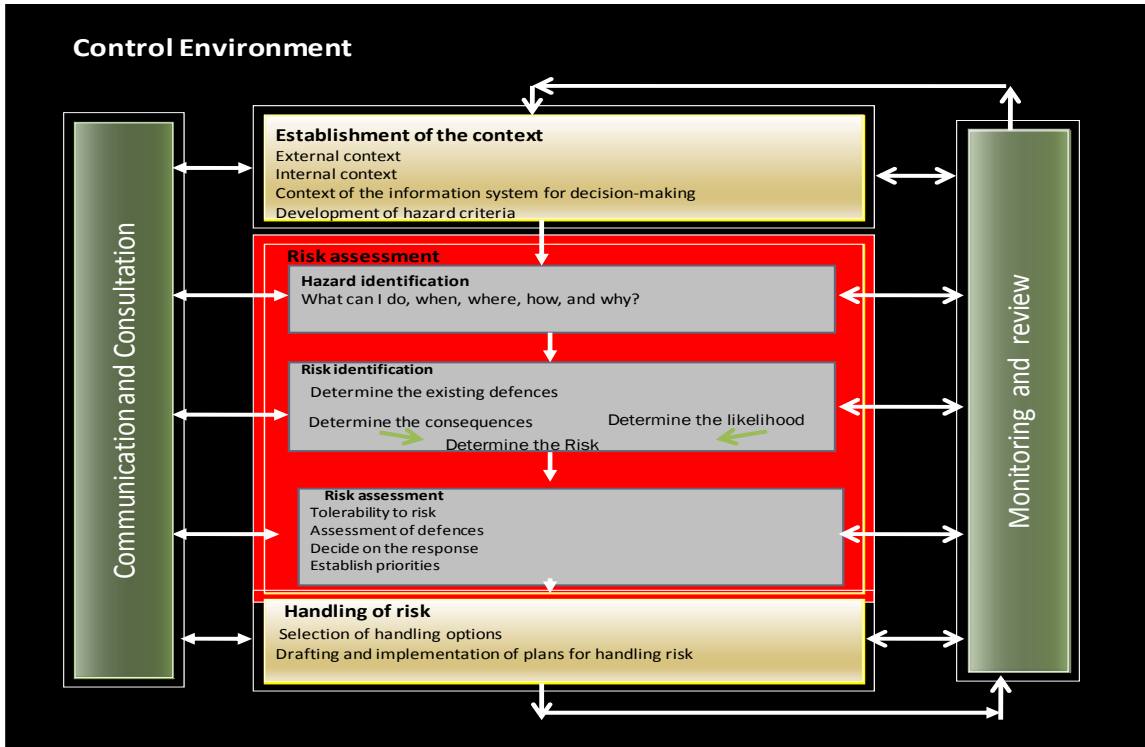 Control Environment
Establishment of the context
External context
Internal context
Context of the information system for decision-making
Development of hazard criteria
Communication and Consultation
Risk assessment
Hazard identification
What can I do, when, where, how, and why?
Risk identification
Determine the existing defences
Determine the consequences
Determine the likelihood
Determine the Risk
Risk assessment
Tolerability to risk
Assessment of defences
Decide on the response
Establish priorities
Handling of risk
Selection of handling options
Drafting and implementation of plans for handling risk
Monitoring and review